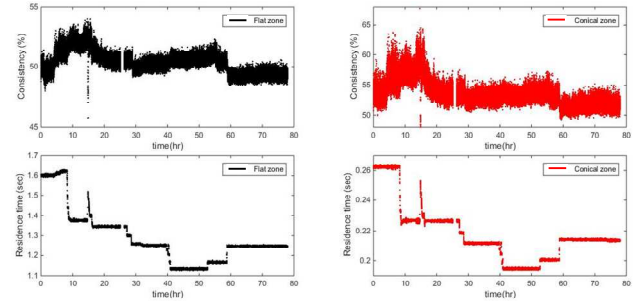 55
50
45
Consistency (%)
Flat zone
0 10 20 30 40 50 60 70 80
time(hr)
65
60
55
50
Consistency (%)
Conical zone
0 10 20 30 40 50 60 70 80
time(hr)
1.7
1.6
1.5
1.4
1.3
1.2
1.1
Residence time (sec)
Flat zone
0 10 20 30 40 50 60 70 80
time(hr)
0.26
0.24
0.22
0.2
Residence time (sec)
Conical zone
0 10 20 30 40 50 60 70 80
time(hr)